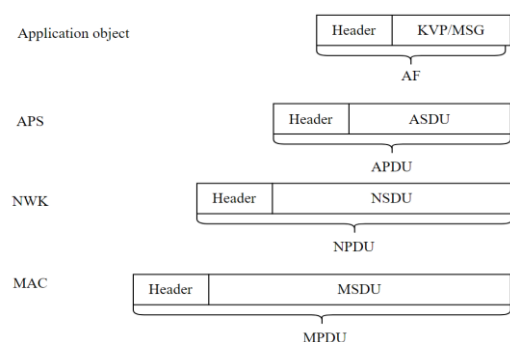 Application object
Header KVP/MSG
AF
APS
Header ASDU
APDU
NWK
Header NSDU
NPDU
MAC
Header MSDU
MPDU